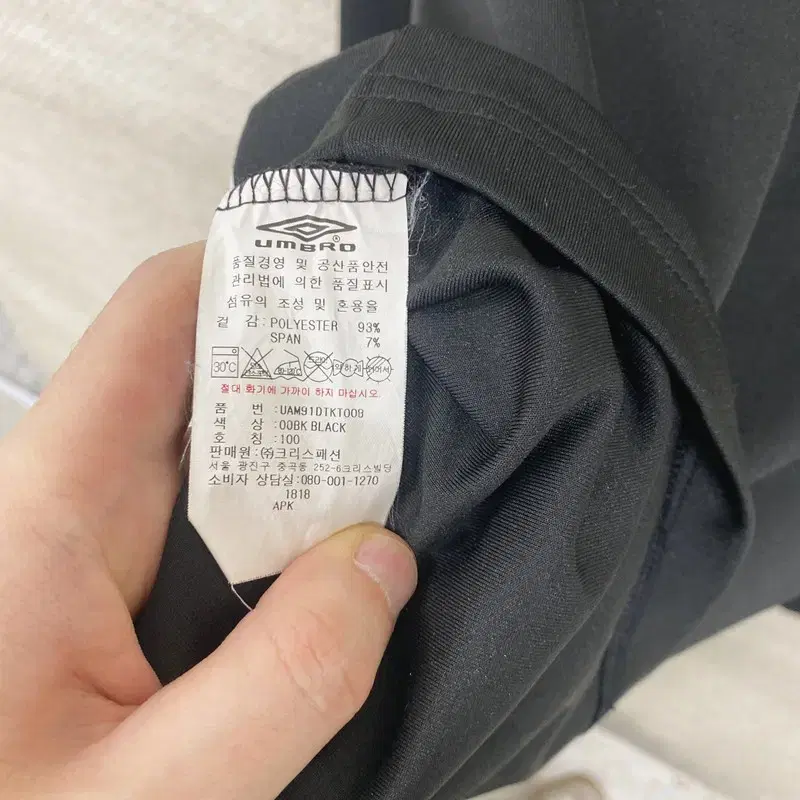 UMBRO
품질경영 및 공산품안전
관리법에 의한 품질표시
섬유의 조성 및 혼용율
겉 감 : POLYESTER 93%
SPAN 7%
30℃
절대 화기에 가까이 하지 마십시오.
품 번 : UAM91DTKT008
색 상 : 00BK BLACK
호 칭 : 100
판매원 : ㈜크리스패션
서울 광진구 중곡동 252-6크리스빌딩
소비자 상담실: 080-001-1270
1818
APK